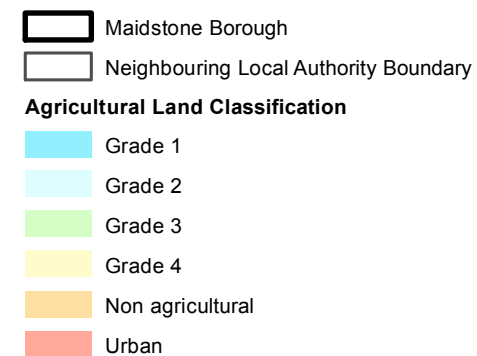 Maidstone Borough
Neighbouring Local Authority Boundary
Agricultural Land Classification
Grade 1
Grade 2
Grade 3
Grade 4
Non agricultural
Urban